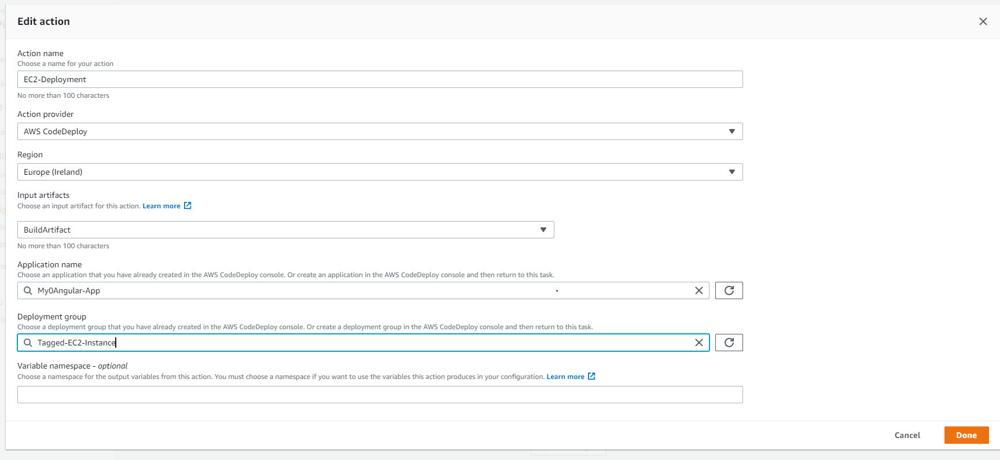 Edit action
Action name
Choose a name for your action
EC2-Deployment
No more than 100 characters
Action provider
AWS CodeDeploy
Region
Europe (Ireland)
Input artifacts
Choose an input artifact for this action. Learn more
BuildArtifact
No more than 100 characters
Application name
Choose an application that you have already created in the AWS CodeDeploy console. Or create an application in the AWS CodeDeploy console and then return to this task.
My0Angular-App
Deployment group
Choose a deployment group that you have already created in the AWS CodeDeploy console. Or create a deployment group in the AWS CodeDeploy console and then return to this task.
Tagged-EC2-Instance
Variable namespace - optional
Choose a namespace for the output variables from this action. You must choose a namespace if you want to use the variables this action produces in your configuration. Learn more
Cancel
Done